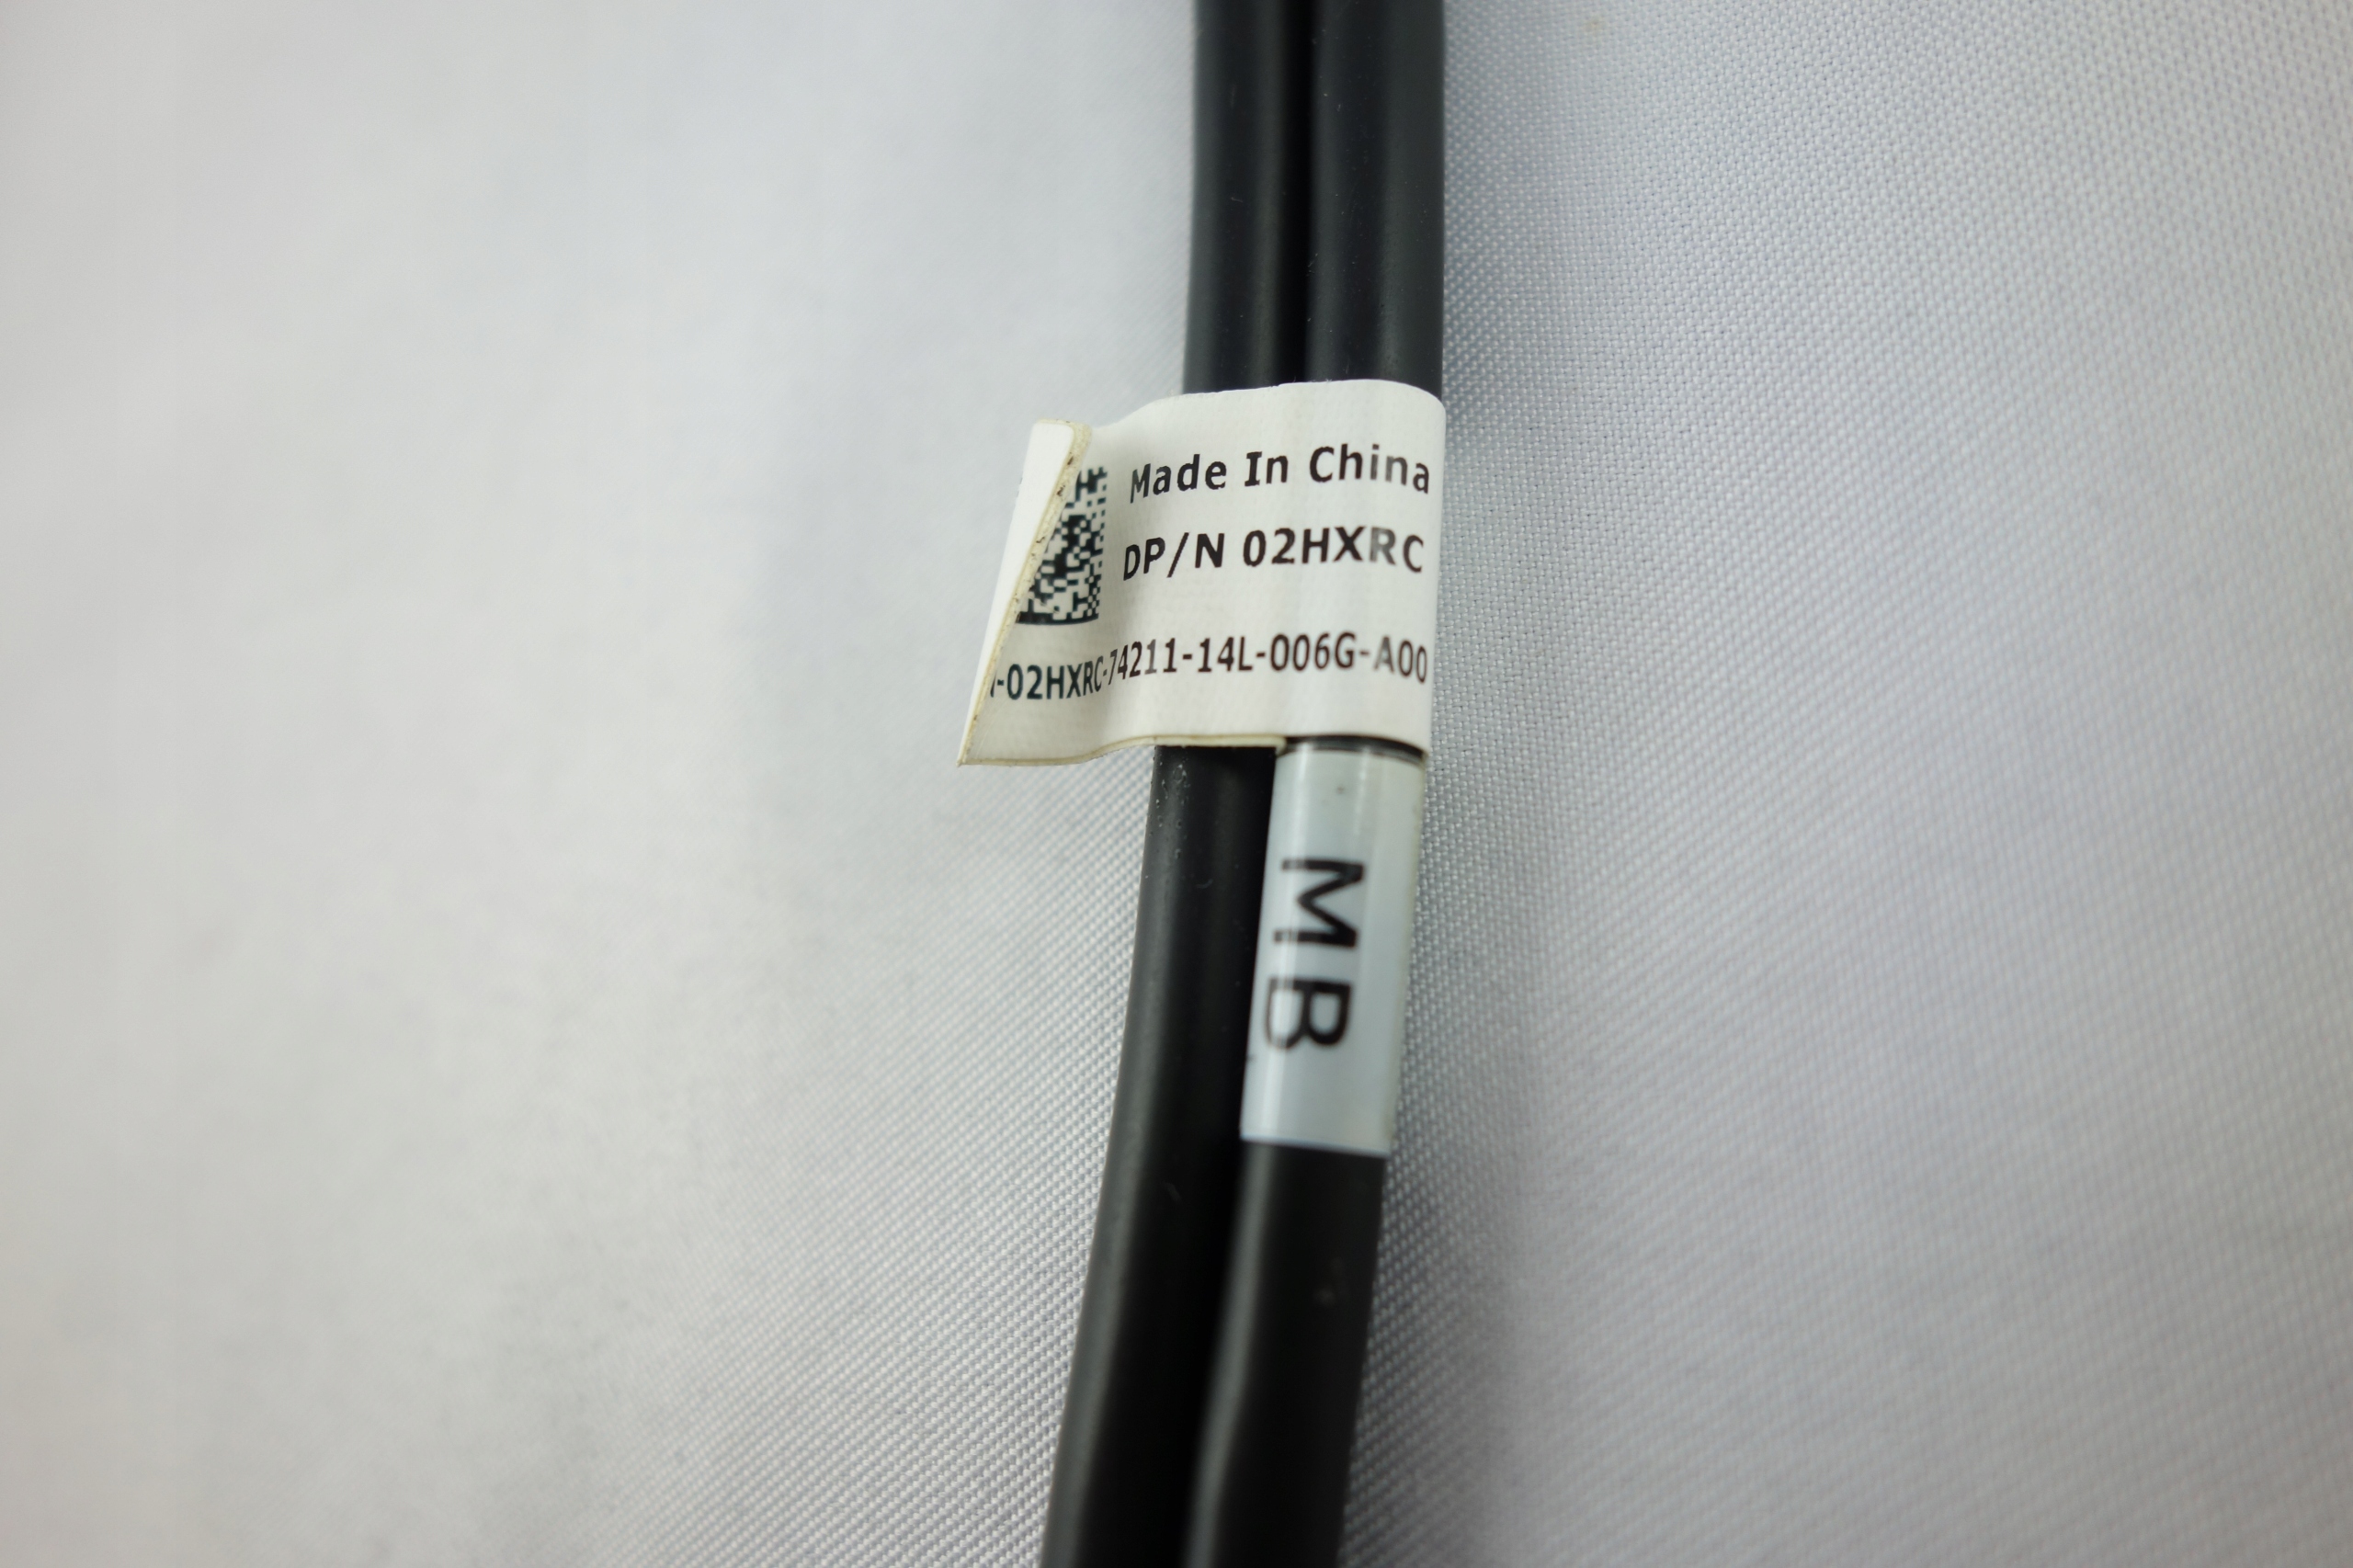 Made In China
DP/N 02HXRC
-02HXRC-74211-14L-006G-A00
MB